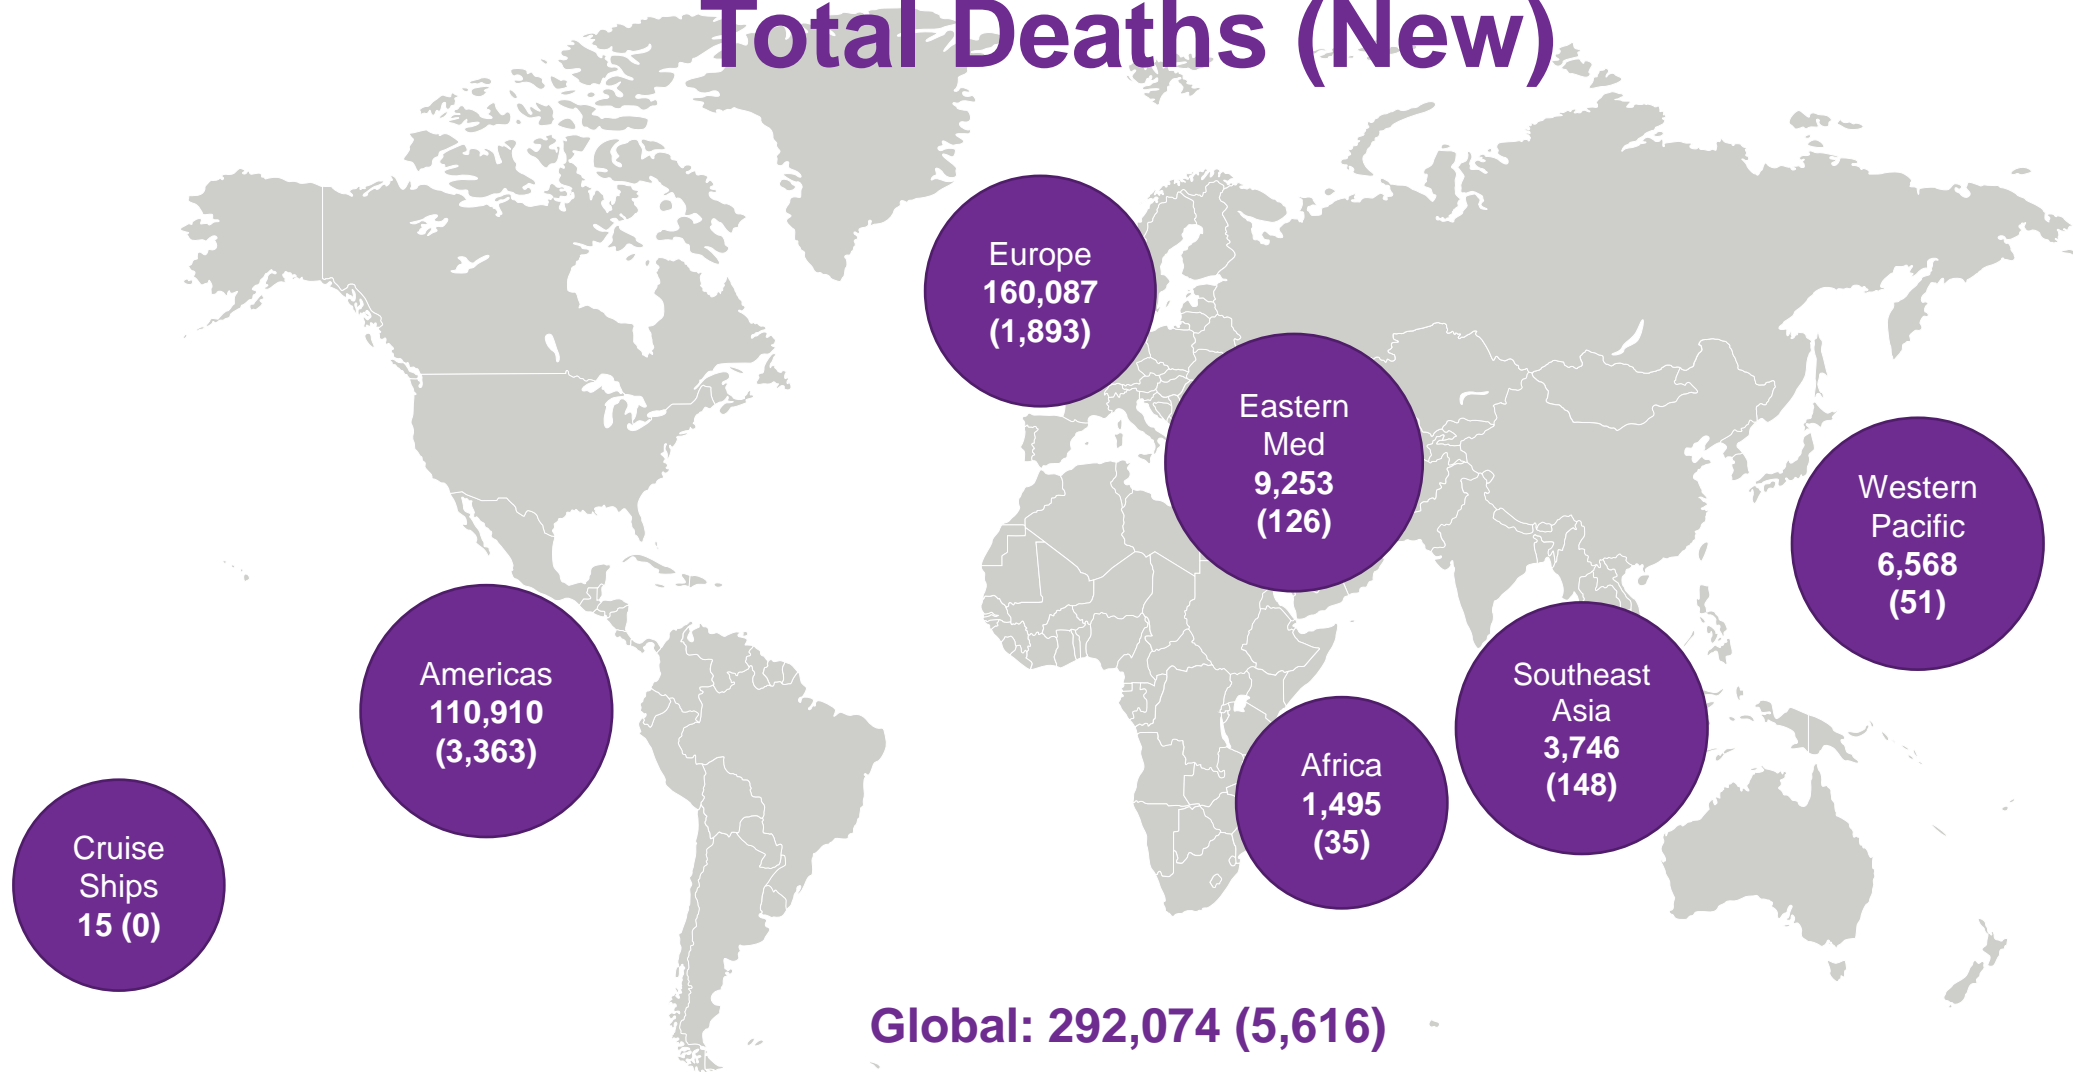 Total Deaths (New)
Europe
160,087
(1,893)
Eastern
Med
9,253
(126)
Western
Pacific
6,568
(51)
Americas
110,910
(3,363)
Southeast
Asia
3,746
(148)
Africa
1,495
(35)
Cruise
Ships
15 (0)
Global: 292,074 (5,616)